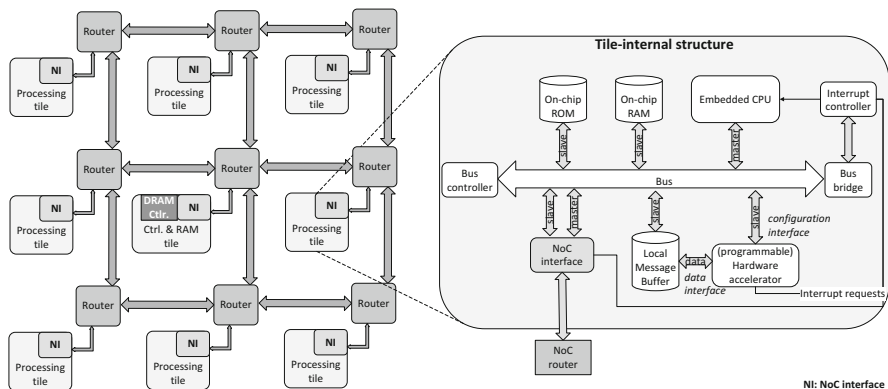 Router
Router
Router
NI
Processing
tile
NI
Processing
tile
NI
Processing
tile
Router
Router
Router
NI
Processing
tile
DRAM
Ctlr.
NI
Ctrl. & RAM
tile
NI
Processing
tile
Router
Router
Router
NI
Processing
tile
NI
Processing
tile
NI
Processing
tile
Tile-internal structure
On-chip
ROM
On-chip
RAM
Embedded CPU
Interrupt
controller
slave
slave
master
Bus
controller
Bus
Bus
bridge
slave
master
slave
slave
configuration
interface
NoC
interface
Local
Message
Buffer
data
data
interface
(programmable)
Hardware
accelerator
Interrupt requests
NoC
router
NI: NoC interface